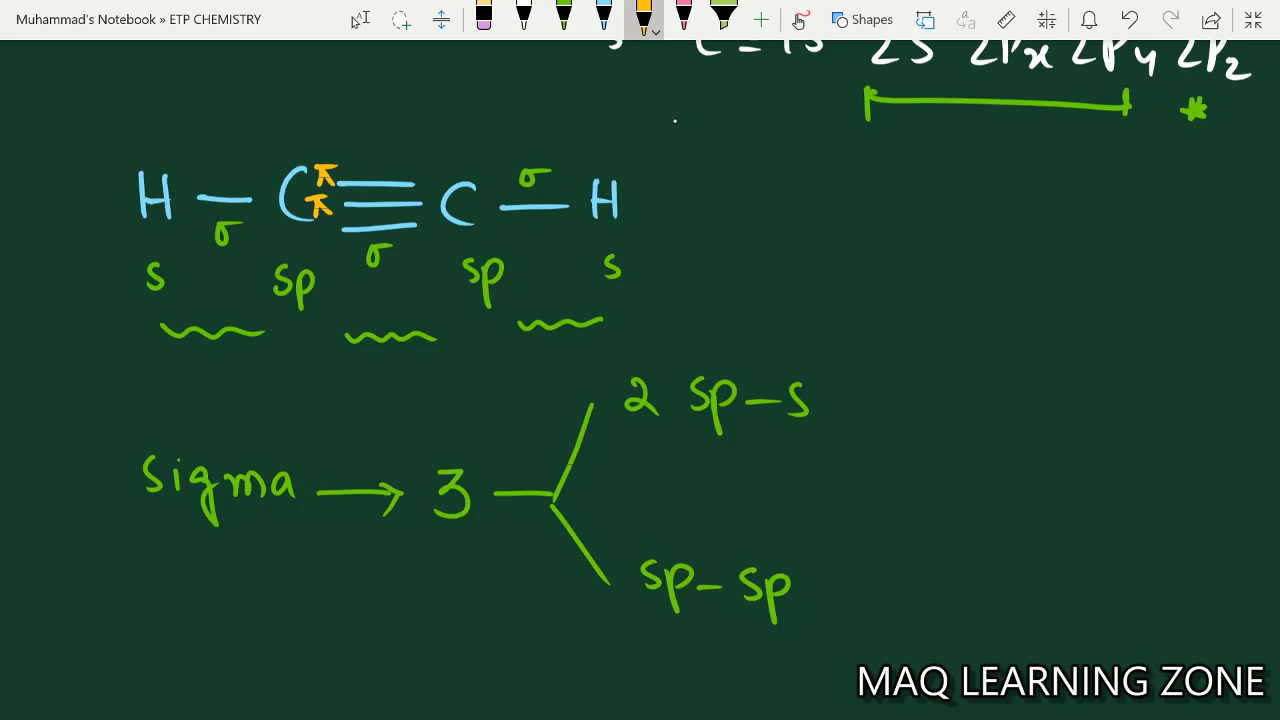 Muhammad's Notebook » ETP CHEMISTRY
Shapes
2S 2Px 2Py 2Pz
*
π
π
H — C ≡ C — H
σ σ σ
s sp sp s
2 sp–s
sigma → 3
sp–sp
MAQ LEARNING ZONE